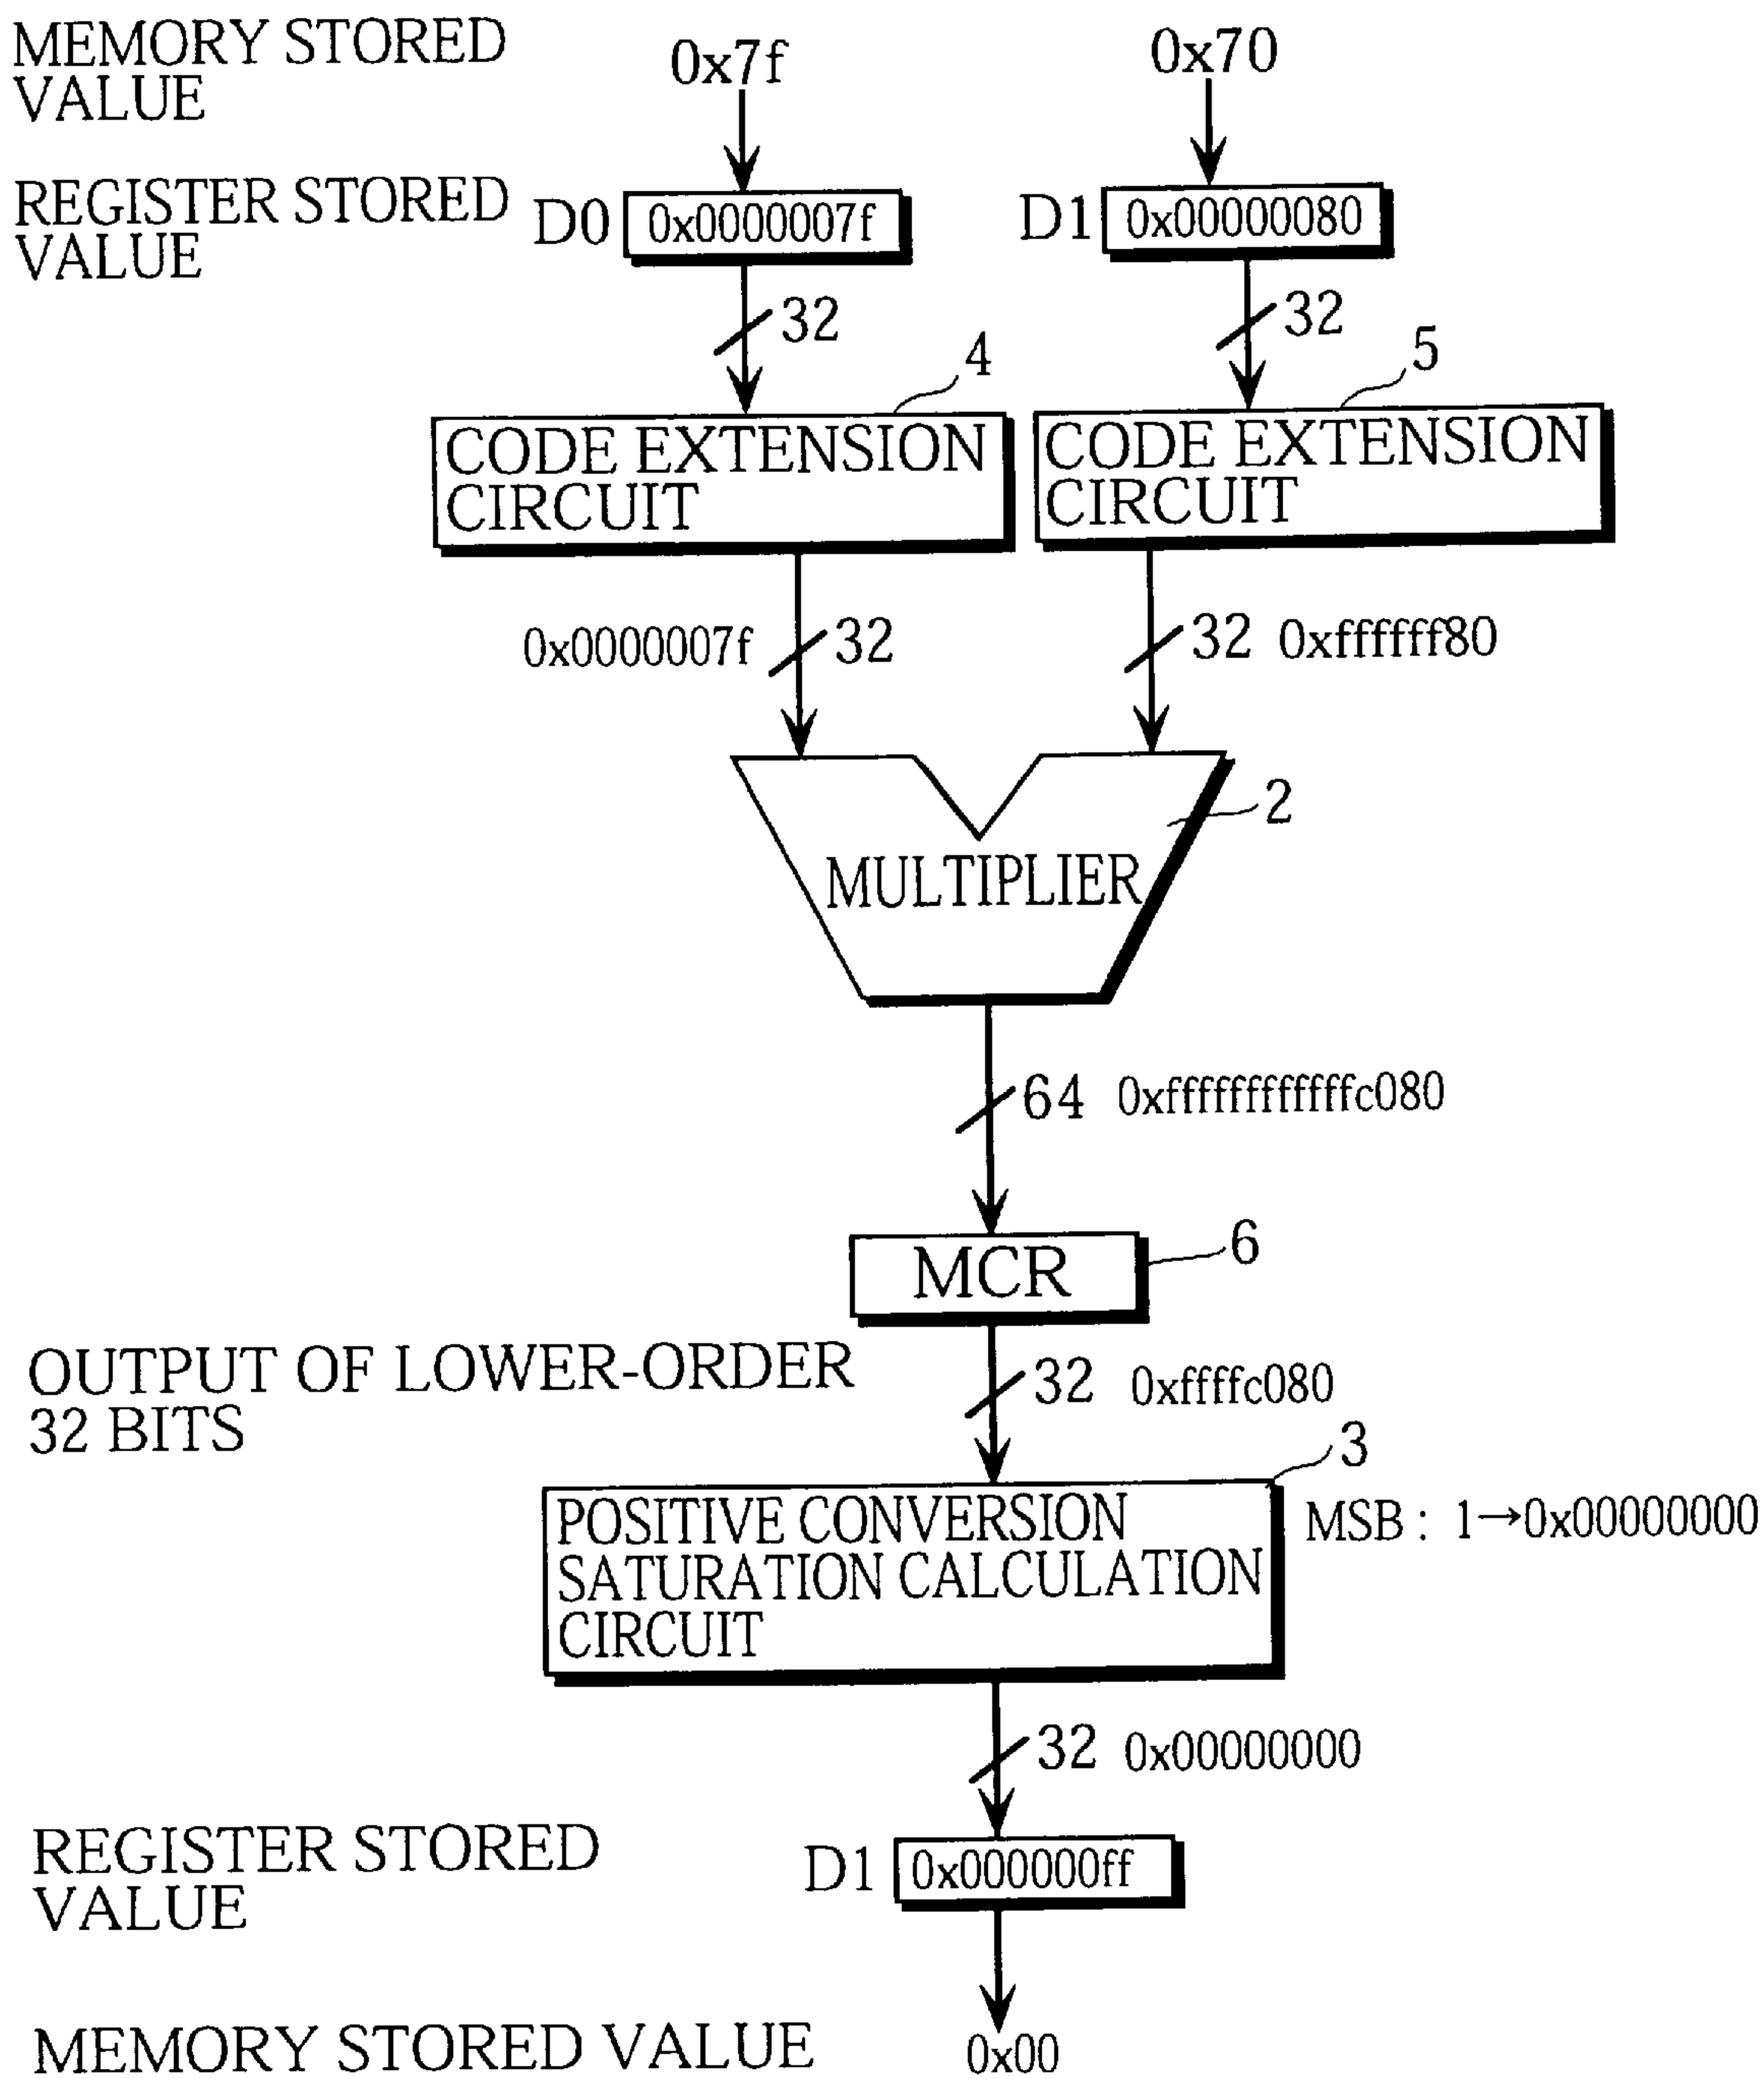 MEMORY STORED
VALUE
0x7f
0x70
REGISTER STORED
VALUE
D0
0x0000007f
D1
0x00000080
32
32
4
5
CODE EXTENSION
CIRCUIT
CODE EXTENSION
CIRCUIT
0x0000007f
32
32
0xffffff80
2
MULTIPLIER
64
0xffffffffffffc080
MCR
6
OUTPUT OF LOWER-ORDER
32 BITS
32
0xffffc080
3
POSITIVE CONVERSION
SATURATION CALCULATION
CIRCUIT
MSB : 1→0x00000000
32
0x00000000
REGISTER STORED
VALUE
D1
0x000000ff
MEMORY STORED VALUE
0x00